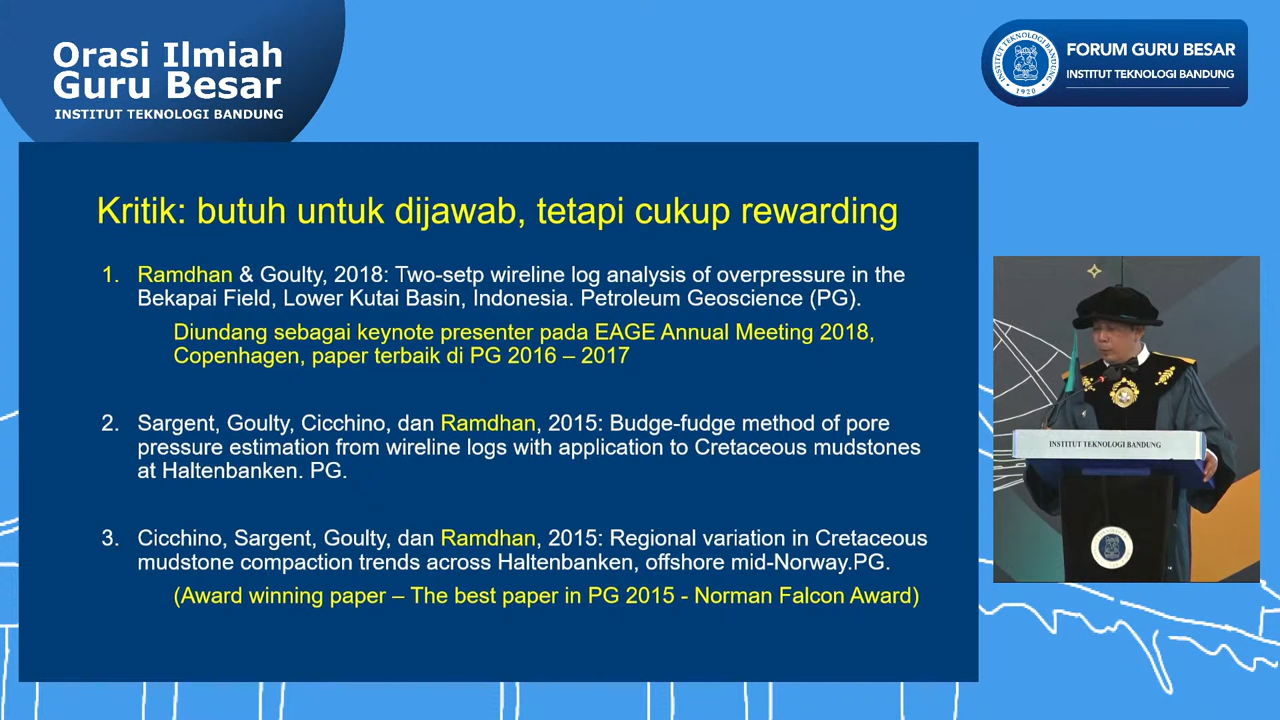 Orasi Ilmiah
Guru Besar
INSTITUT TEKNOLOGI BANDUNG
INSTITUT TEKNOLOGI BANDUNG
1920
FORUM GURU BESAR
INSTITUT TEKNOLOGI BANDUNG
Kritik: butuh untuk dijawab, tetapi cukup rewarding
1. Ramdhan & Goulty, 2018: Two-setp wireline log analysis of overpressure in the
Bekapai Field, Lower Kutai Basin, Indonesia. Petroleum Geoscience (PG).
Diundang sebagai keynote presenter pada EAGE Annual Meeting 2018,
Copenhagen, paper terbaik di PG 2016 – 2017
2. Sargent, Goulty, Cicchino, dan Ramdhan, 2015: Budge-fudge method of pore
pressure estimation from wireline logs with application to Cretaceous mudstones
at Haltenbanken. PG.
3. Cicchino, Sargent, Goulty, dan Ramdhan, 2015: Regional variation in Cretaceous
mudstone compaction trends across Haltenbanken, offshore mid-Norway.PG.
(Award winning paper – The best paper in PG 2015 - Norman Falcon Award)
INSTITUT TEKNOLOGI BANDUNG